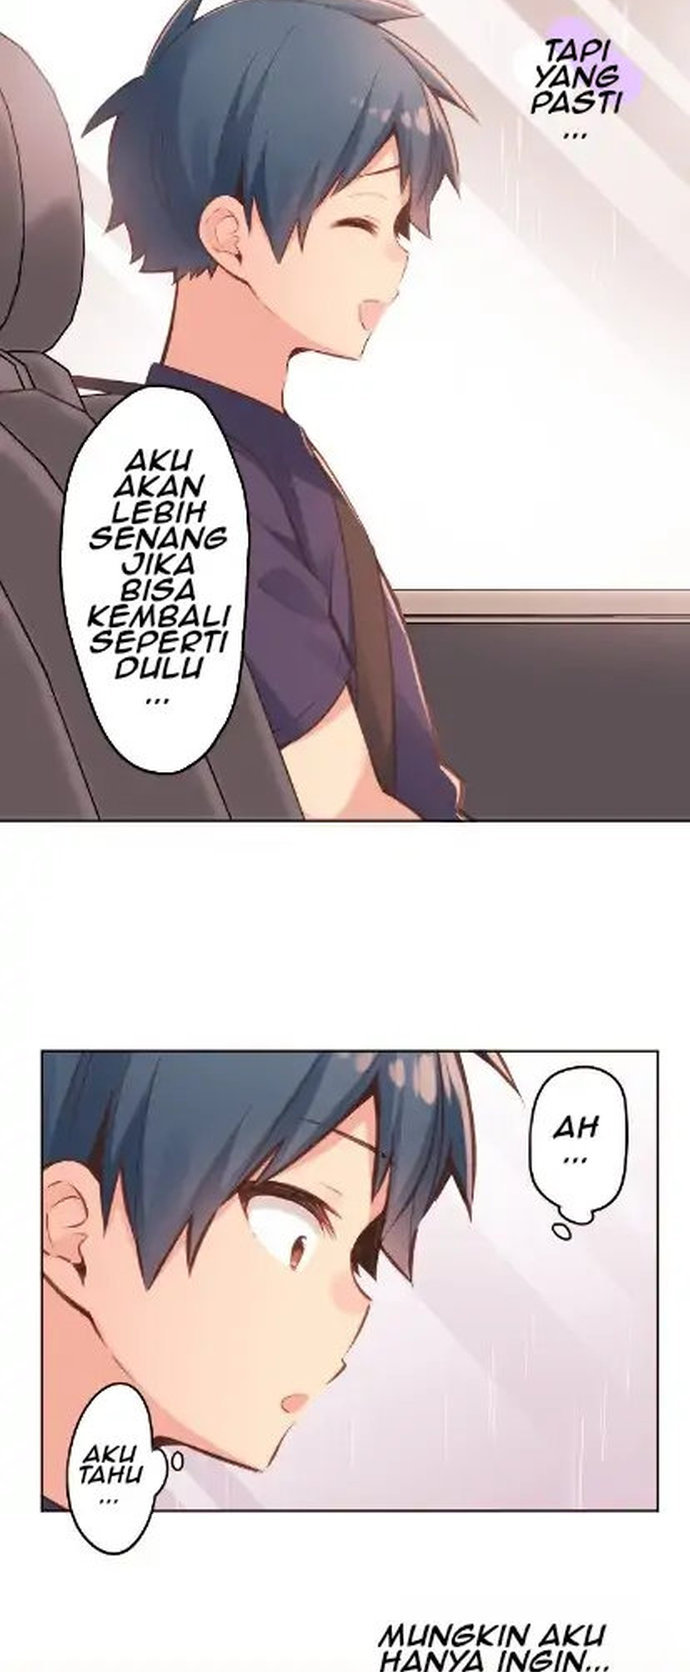 TAPI
YANG
PASTI
...
AKU
AKAN
LEBIH
SENANG
JIKA
BISA
KEMBALI
SEPERTI
DULU
...
AH
...
AKU
TAHU
...
MUNGKIN AKU
HANYA INGIN...